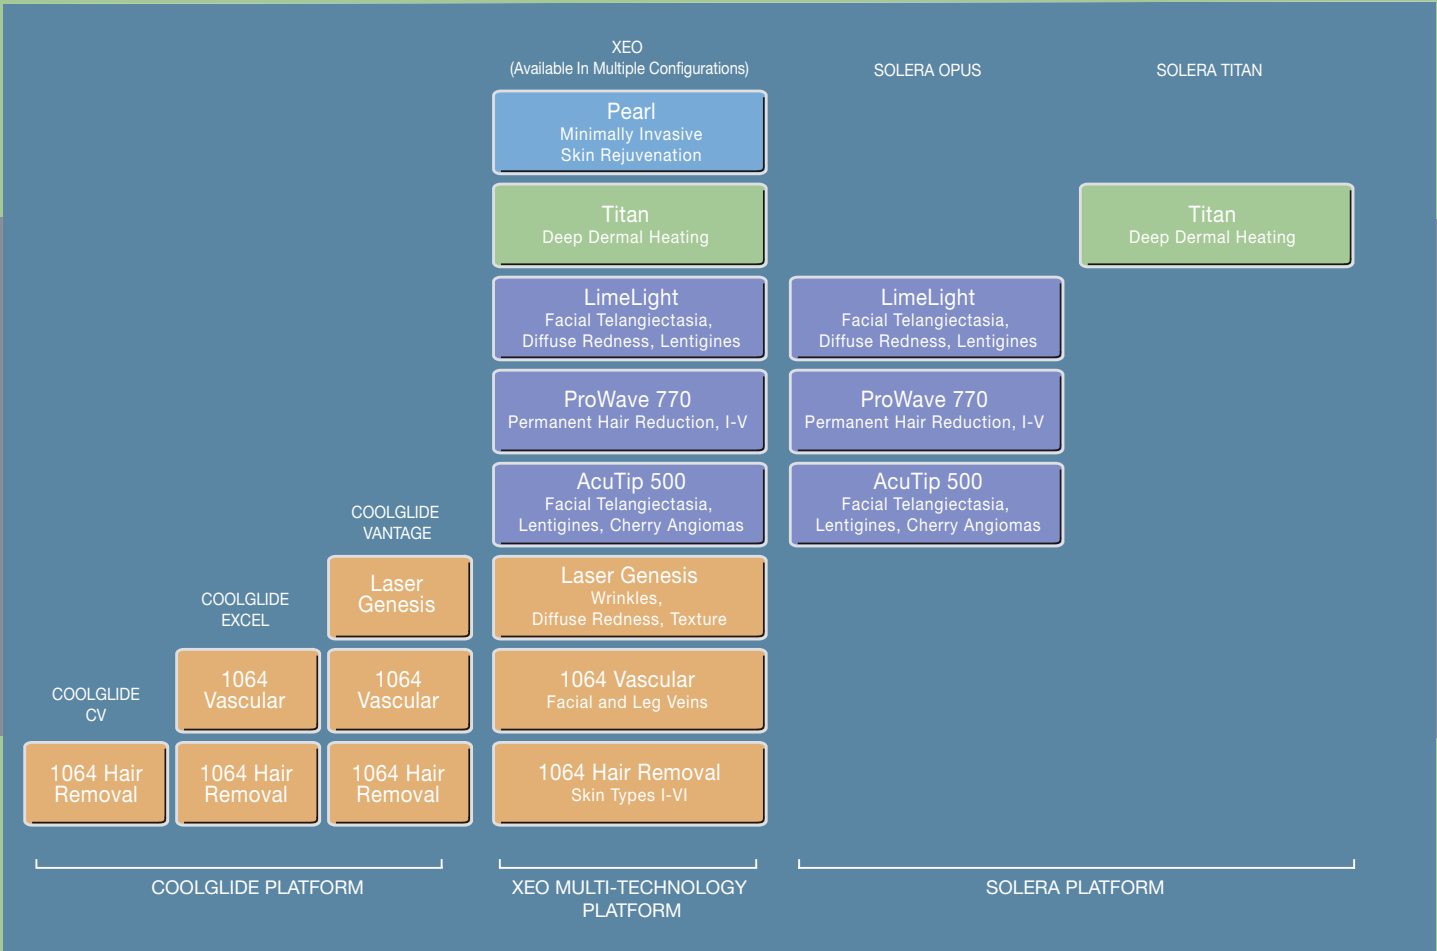 XEO
(Available In Multiple Configurations)
SOLERA OPUS
SOLERA TITAN
Pearl
Minimally Invasive
Skin Rejuvenation
Titan
Deep Dermal Heating
Titan
Deep Dermal Heating
LimeLight
Facial Telangiectasia,
Diffuse Redness, Lentigines
LimeLight
Facial Telangiectasia,
Diffuse Redness, Lentigines
ProWave 770
Permanent Hair Reduction, I-V
ProWave 770
Permanent Hair Reduction, I-V
AcuTip 500
Facial Telangiectasia,
Lentigines, Cherry Angiomas
AcuTip 500
Facial Telangiectasia,
Lentigines, Cherry Angiomas
COOLGLIDE
VANTAGE
Laser
Genesis
Laser Genesis
Wrinkles,
Diffuse Redness, Texture
COOLGLIDE
EXCEL
1064
Vascular
1064
Vascular
1064 Vascular
Facial and Leg Veins
COOLGLIDE
CV
1064 Hair
Removal
1064 Hair
Removal
1064 Hair
Removal
1064 Hair Removal
Skin Types I-VI
COOLGLIDE PLATFORM
XEO MULTI-TECHNOLOGY
PLATFORM
SOLERA PLATFORM